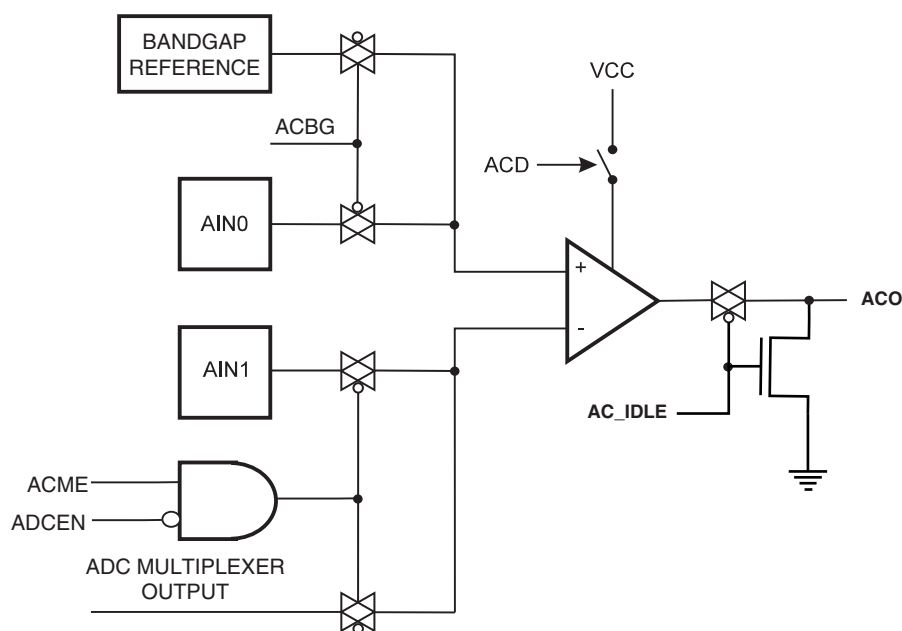 BANDGAP
REFERENCE
VCC
ACBG
ACD
AIN0
+
-
ACO
AIN1
AC_IDLE
ACME
ADCEN
ADC MULTIPLEXER
OUTPUT